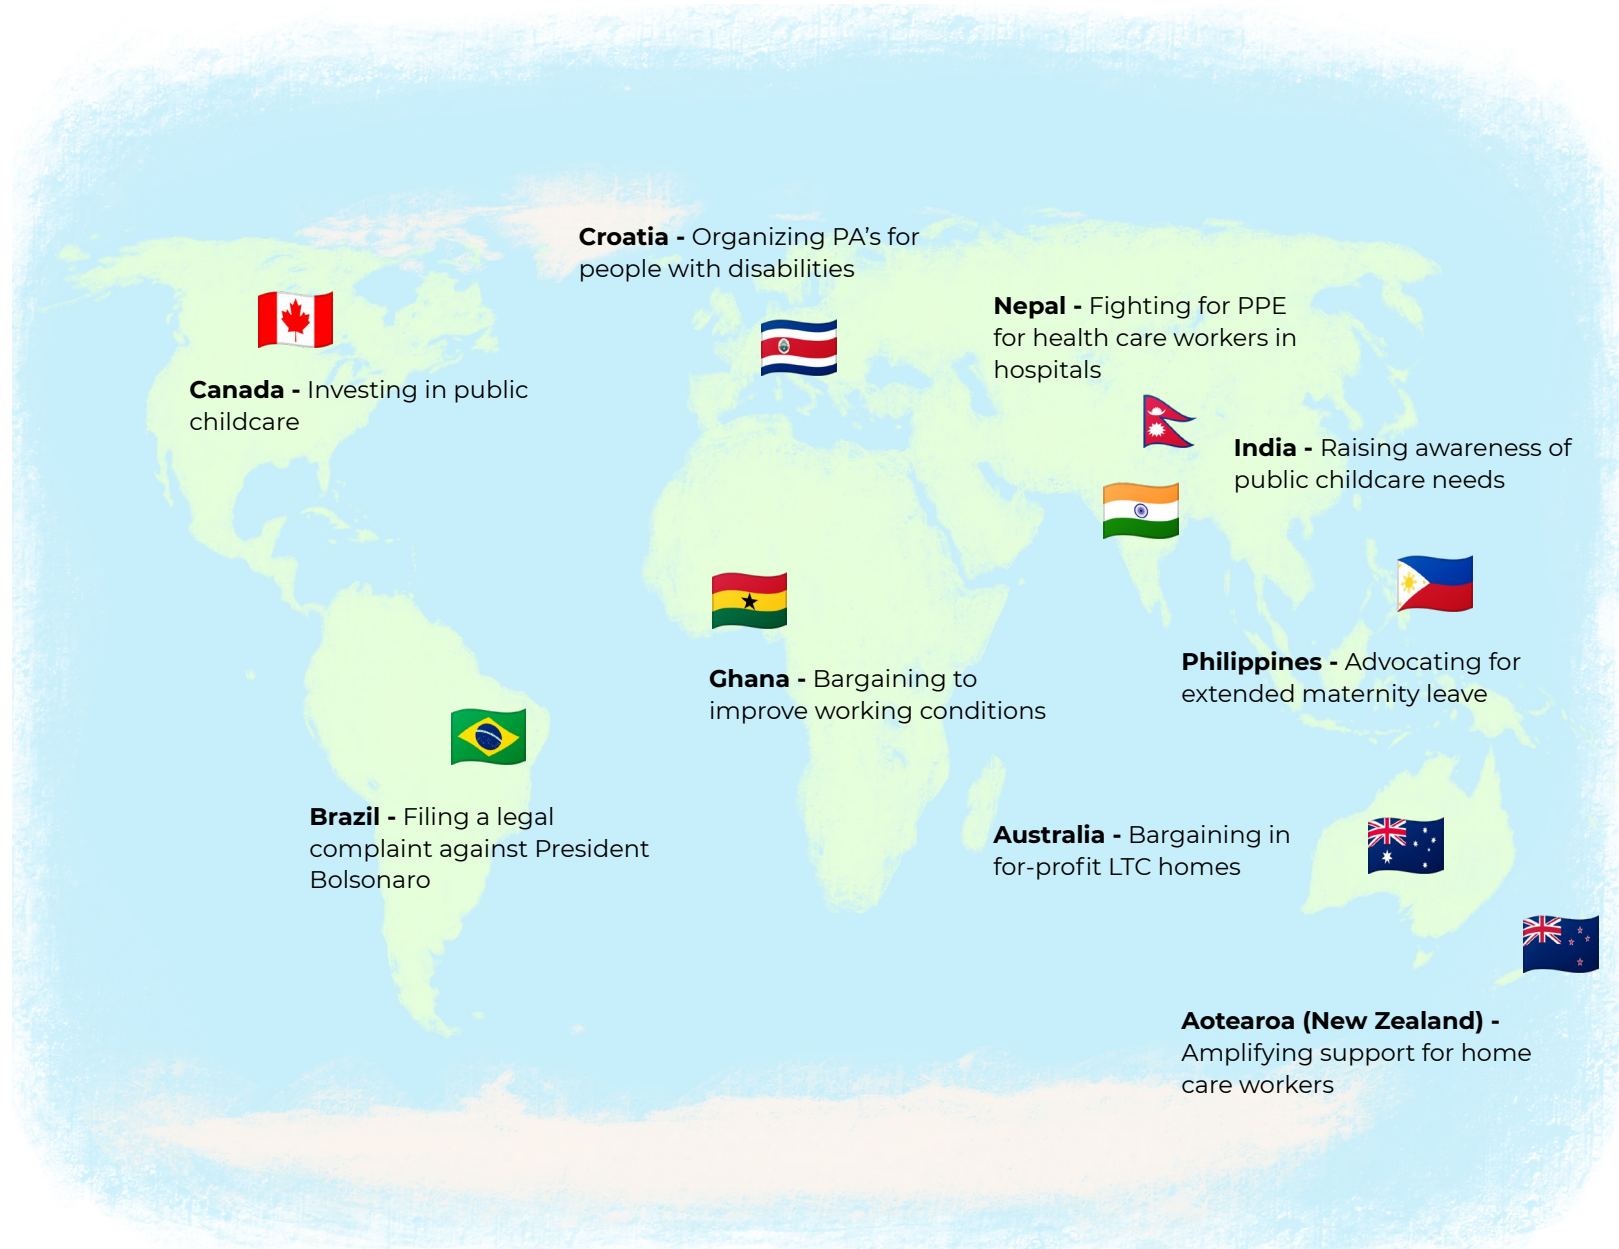 Croatia - Organizing PA’s for
people with disabilities
Nepal - Fighting for PPE
for health care workers in
hospitals
Canada - Investing in public
childcare
India - Raising awareness of
public childcare needs
Philippines - Advocating for
extended maternity leave
Ghana - Bargaining to
improve working conditions
Brazil - Filing a legal
complaint against President
Bolsonaro
Australia - Bargaining in
for-profit LTC homes
Aotearoa (New Zealand) -
Amplifying support for home
care workers